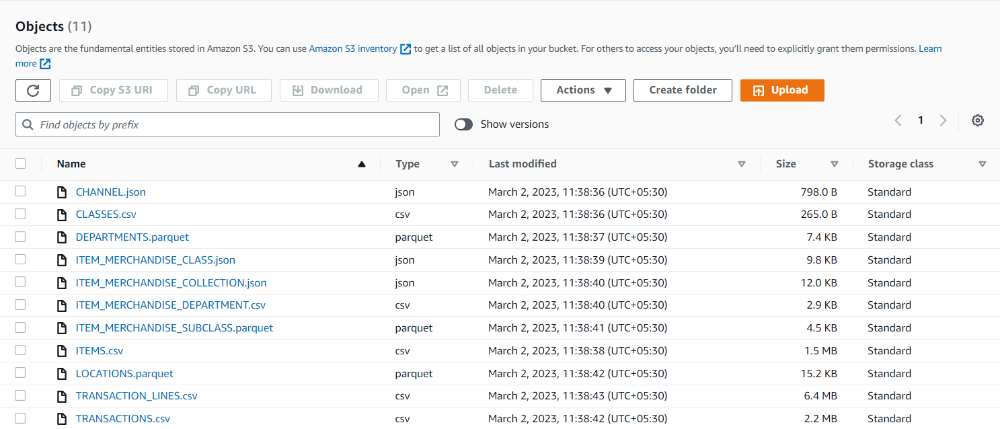 Objects (11)
Objects are the fundamental entities stored in Amazon S3. You can use Amazon S3 inventory to get a list of all objects in your bucket. For others to access your objects, you’ll need to explicitly grant them permissions. Learn
more
Copy S3 URI Copy URL Download Open Delete Actions Create folder Upload
Find objects by prefix Show versions 1
Name Type Last modified Size Storage class
CHANNEL.json json March 2, 2023, 11:38:36 (UTC+05:30) 798.0 B Standard
CLASSES.csv csv March 2, 2023, 11:38:36 (UTC+05:30) 265.0 B Standard
DEPARTMENTS.parquet parquet March 2, 2023, 11:38:37 (UTC+05:30) 7.4 KB Standard
ITEM_MERCHANDISE_CLASS.json json March 2, 2023, 11:38:39 (UTC+05:30) 9.8 KB Standard
ITEM_MERCHANDISE_COLLECTION.json json March 2, 2023, 11:38:40 (UTC+05:30) 12.0 KB Standard
ITEM_MERCHANDISE_DEPARTMENT.csv csv March 2, 2023, 11:38:40 (UTC+05:30) 2.9 KB Standard
ITEM_MERCHANDISE_SUBCLASS.parquet parquet March 2, 2023, 11:38:41 (UTC+05:30) 4.5 KB Standard
ITEMS.csv csv March 2, 2023, 11:38:38 (UTC+05:30) 1.5 MB Standard
LOCATIONS.parquet parquet March 2, 2023, 11:38:42 (UTC+05:30) 15.2 KB Standard
TRANSACTION_LINES.csv csv March 2, 2023, 11:38:43 (UTC+05:30) 6.4 MB Standard
TRANSACTIONS.csv csv March 2, 2023, 11:38:42 (UTC+05:30) 2.2 MB Standard